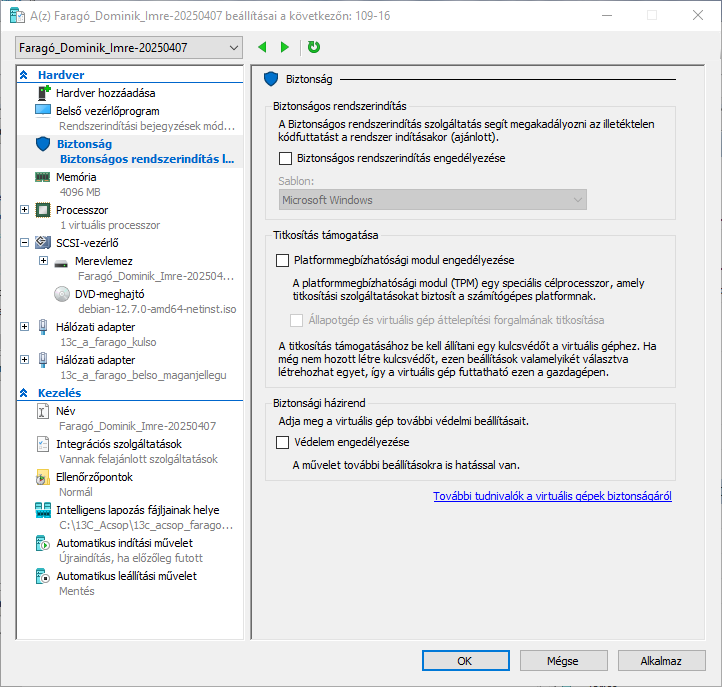 A(z) Faragó_Dominik_Imre-20250407 beállításai a következőn: 109-16
Faragó_Dominik_Imre-20250407
Hardver
Hardver hozzáadása
Belső vezérlőprogram
Rendszerindítási bejegyzések mód...
Biztonság
Biztonságos rendszerindítás l...
Memória
4096 MB
Processzor
1 virtuális processzor
SCSI-vezérlő
Merevlemez
Faragó_Dominik_Imre-202504...
DVD-meghajtó
debian-12.7.0-amd64-netinst.iso
Hálózati adapter
13c_a_farago_kulso
Hálózati adapter
13c_a_farago_belso_maganjellegu
Kezelés
Név
Faragó_Dominik_Imre-20250407
Integrációs szolgáltatások
Vannak felajánlott szolgáltatások
Ellenőrzőpontok
Normál
Intelligens lapozás fájljainak helye
C:\13C_Acsop\13c_acsop_farago...
Automatikus indítási művelet
Újraindítás, ha előzőleg futott
Automatikus leállítási művelet
Mentés
Biztonság
Biztonságos rendszerindítás
A Biztonságos rendszerindítás szolgáltatás segít megakadályozni az illetéktelen
kódfuttatást a rendszer indításakor (ajánlott).
Biztonságos rendszerindítás engedélyezése
Sablon:
Microsoft Windows
Titkosítás támogatása
Platformmegbízhatósági modul engedélyezése
A platformmegbízhatósági modul (TPM) egy speciális célprocesszor, amely
titkosítási szolgáltatásokat biztosít a számítógépes platformnak.
Állapotgép és virtuális gép áttelepítési forgalmának titkosítása
A titkosítás támogatásához be kell állítani egy kulcsvédőt a virtuális géphez. Ha
még nem hozott létre kulcsvédőt, ezen beállítások valamelyikét választva
létrehozhat egyet, így a virtuális gép futtatható ezen a gazdagépen.
Biztonsági házirend
Adja meg a virtuális gép további védelmi beállításait.
Védelem engedélyezése
A művelet további beállításokra is hatással van.
További tudnivalók a virtuális gépek biztonságáról
OK
Mégse
Alkalmaz